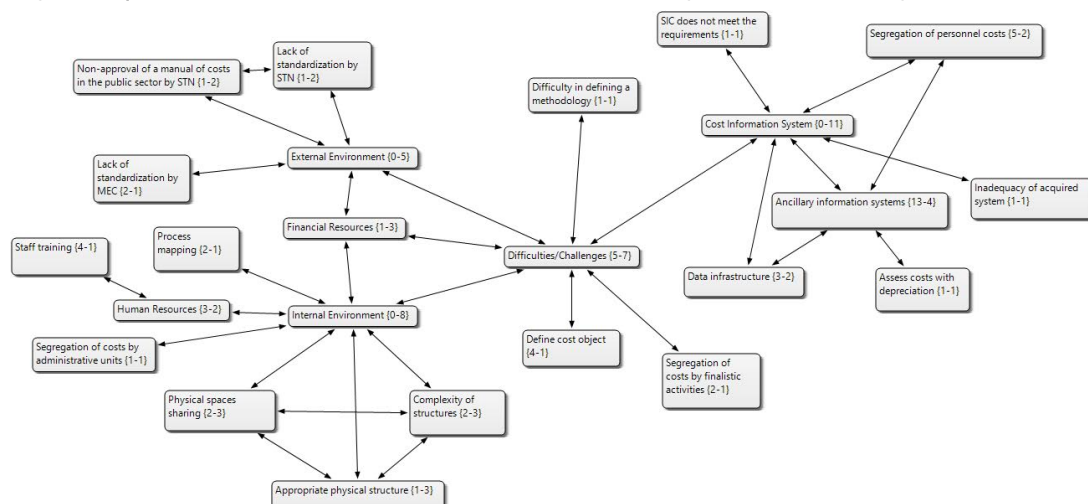 SIC does not meet the
requirements {1-1}
Segregation of personnel costs {5-2}
Lack of
standardization by
STN {1-2}
Non-approval of a manual of costs
in the public sector by STN {1-2}
Difficulty in defining a
methodology {1-1}
Cost Information System {0-11}
External Environment {0-5}
Lack of
standardization by
MEC {2-1}
Inadequacy of acquired
system {1-1}
Ancillary information systems {13-4}
Financial Resources {1-3}
Process
mapping {2-1}
Staff training {4-1}
Difficulties/Challenges {5-7}
Data infrastructure {3-2}
Assess costs with
depreciation {1-1}
Human Resources {3-2}
Internal Environment {0-8}
Segregation of costs by
administrative units {1-1}
Define cost object
{4-1}
Segregation of
costs by finalistic
activities {2-1}
Physical spaces
sharing {2-3}
Complexity of
structures {2-3}
Appropriate physical structure {1-3}